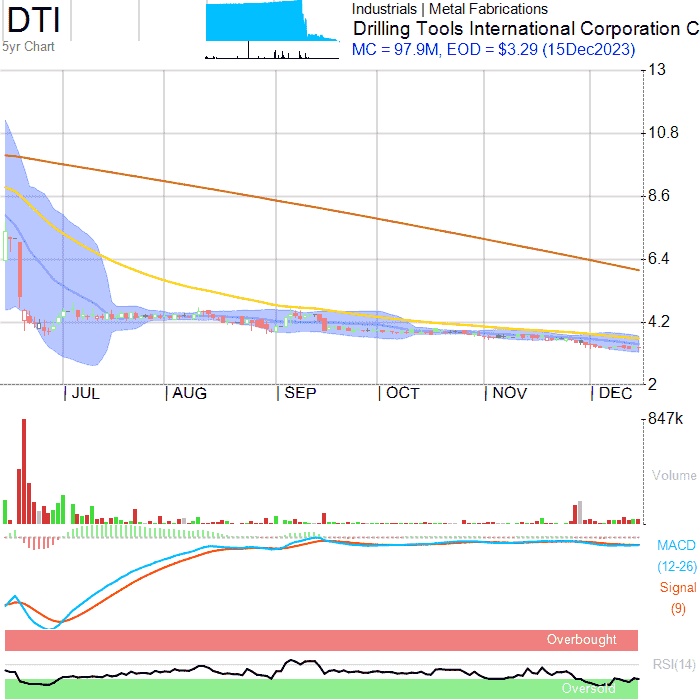 DTI
5yr Chart
Industrials | Metal Fabrications
Drilling Tools International Corporation C
MC = 97.9M, EOD = $3.29 (15Dec2023)
13
10.8
8.6
6.4
4.2
2
JUL AUG SEP OCT NOV DEC
847k
Volume
MACD
(12-26)
Signal
(9)
Overbought
RSI(14)
Oversold